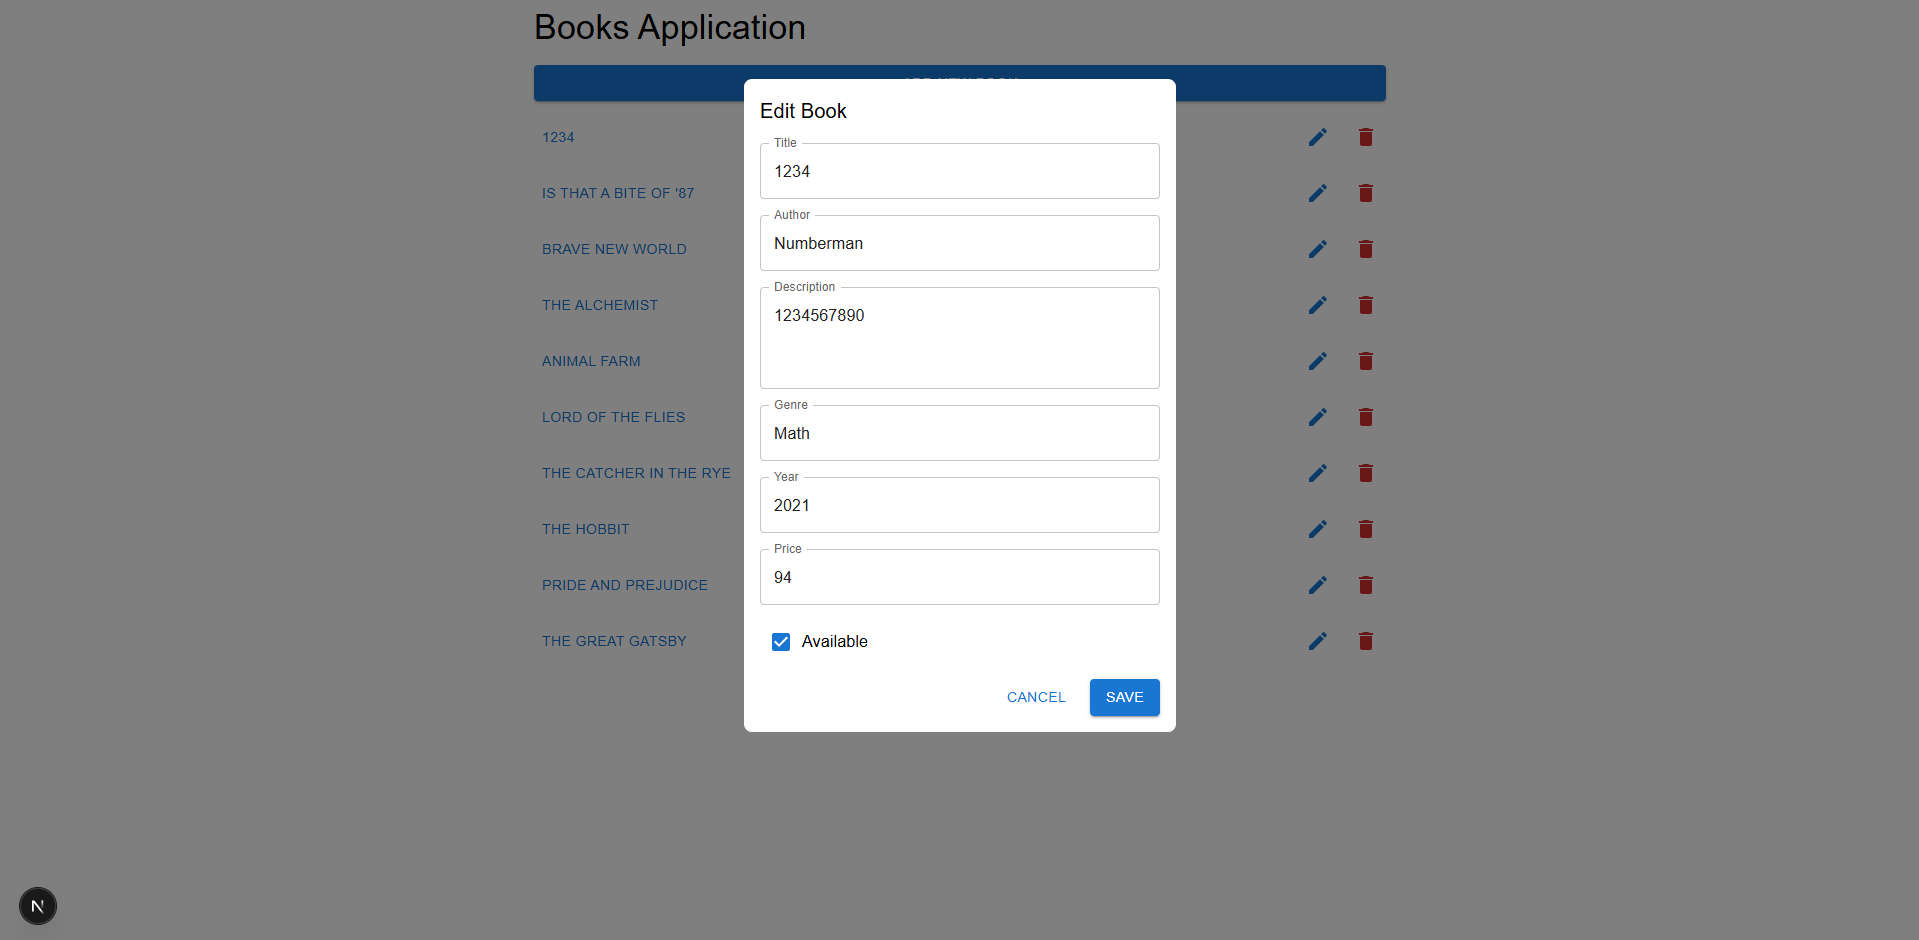 Books Application
Edit Book
Title
1234
Author
Numberman
Description
1234567890
Genre
Math
Year
2021
Price
94
Available
CANCEL
SAVE
1234
IS THAT A BITE OF '87
BRAVE NEW WORLD
THE ALCHEMIST
ANIMAL FARM
LORD OF THE FLIES
THE CATCHER IN THE RYE
THE HOBBIT
PRIDE AND PREJUDICE
THE GREAT GATSBY
N